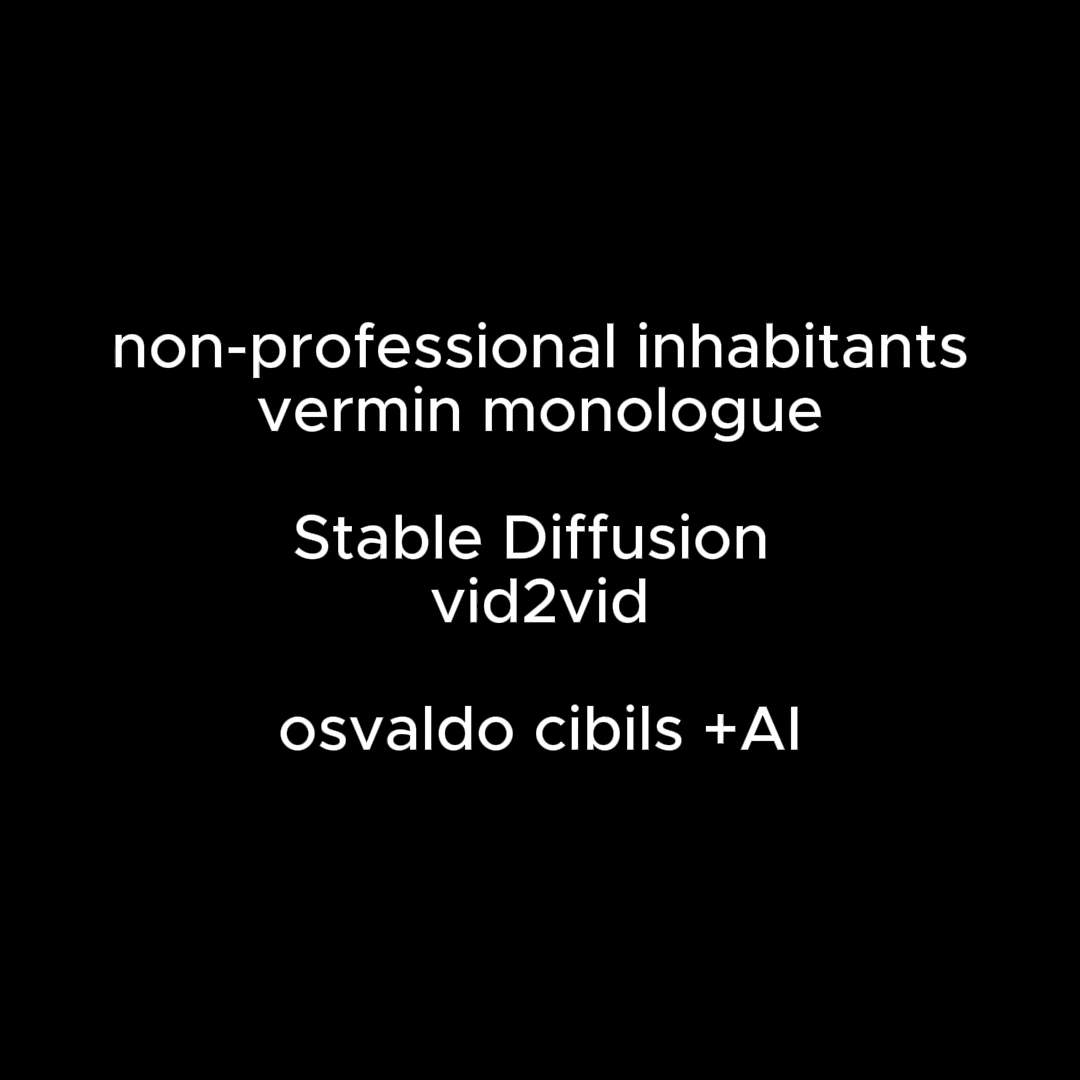 non-professional inhabitants
vermin monologue
Stable Diffusion
vid2vid
osvaldo cibils +AI